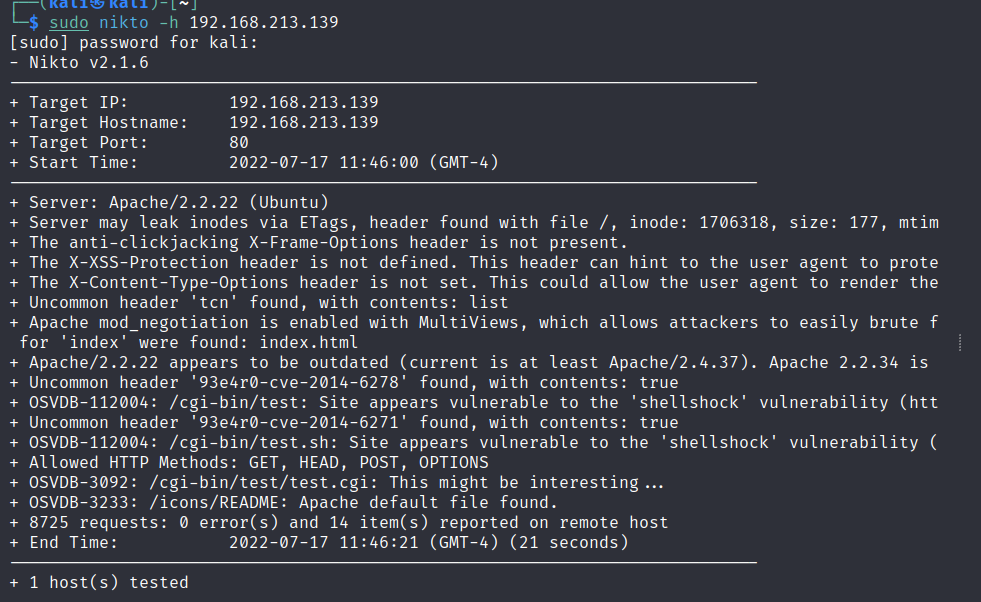 ┌──(kali㉿kali)-[~]
└─$ sudo nikto -h 192.168.213.139
[sudo] password for kali:
- Nikto v2.1.6
+ Target IP:          192.168.213.139
+ Target Hostname:    192.168.213.139
+ Target Port:        80
+ Start Time:         2022-07-17 11:46:00 (GMT-4)
+ Server: Apache/2.2.22 (Ubuntu)
+ Server may leak inodes via ETags, header found with file /, inode: 1706318, size: 177, mtim
+ The anti-clickjacking X-Frame-Options header is not present.
+ The X-XSS-Protection header is not defined. This header can hint to the user agent to prote
+ The X-Content-Type-Options header is not set. This could allow the user agent to render the
+ Uncommon header 'tcn' found, with contents: list
+ Apache mod_negotiation is enabled with MultiViews, which allows attackers to easily brute f
for 'index' were found: index.html
+ Apache/2.2.22 appears to be outdated (current is at least Apache/2.4.37). Apache 2.2.34 is
+ Uncommon header '93e4r0-cve-2014-6278' found, with contents: true
+ OSVDB-112004: /cgi-bin/test: Site appears vulnerable to the 'shellshock' vulnerability (htt
+ Uncommon header '93e4r0-cve-2014-6271' found, with contents: true
+ OSVDB-112004: /cgi-bin/test.sh: Site appears vulnerable to the 'shellshock' vulnerability (
+ Allowed HTTP Methods: GET, HEAD, POST, OPTIONS
+ OSVDB-3092: /cgi-bin/test/test.cgi: This might be interesting...
+ OSVDB-3233: /icons/README: Apache default file found.
+ 8725 requests: 0 error(s) and 14 item(s) reported on remote host
+ End Time:           2022-07-17 11:46:21 (GMT-4) (21 seconds)
+ 1 host(s) tested